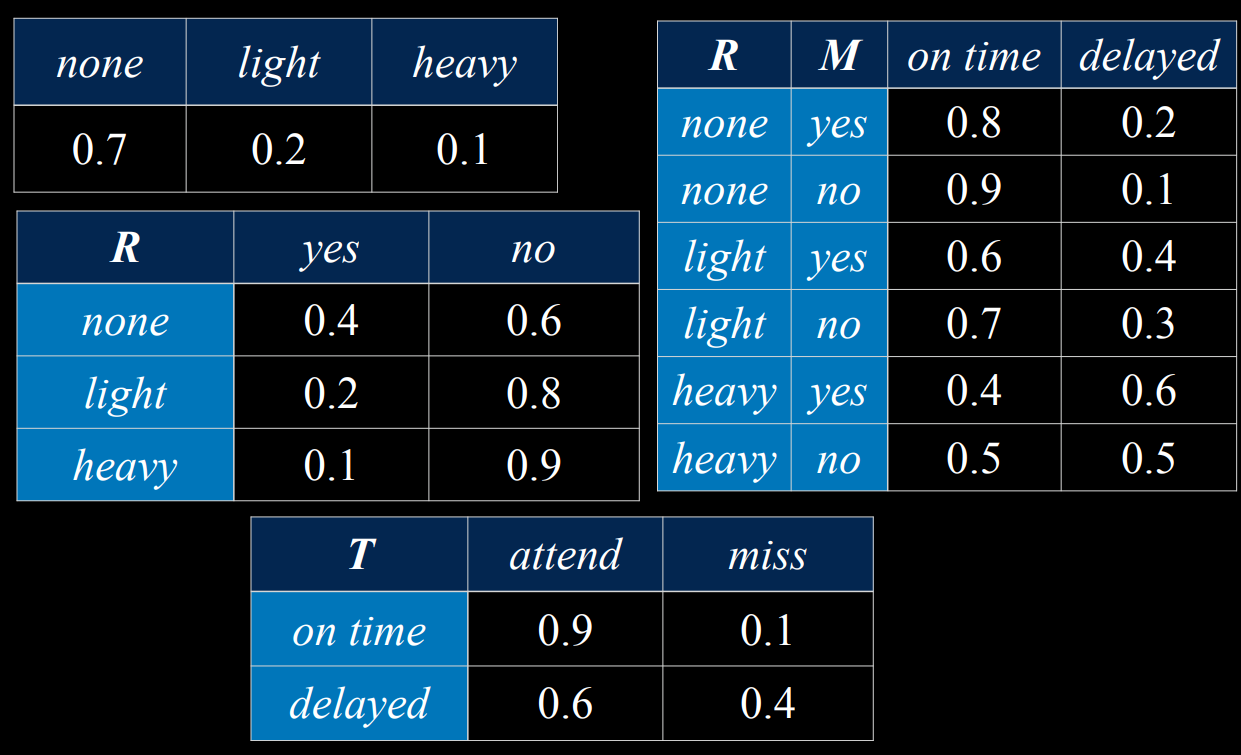 none light heavy
0.7 0.2 0.1
R yes no
none 0.4 0.6
light 0.2 0.8
heavy 0.1 0.9
R M on time delayed
none yes 0.8 0.2
none no 0.9 0.1
light yes 0.6 0.4
light no 0.7 0.3
heavy yes 0.4 0.6
heavy no 0.5 0.5
T attend miss
on time 0.9 0.1
delayed 0.6 0.4